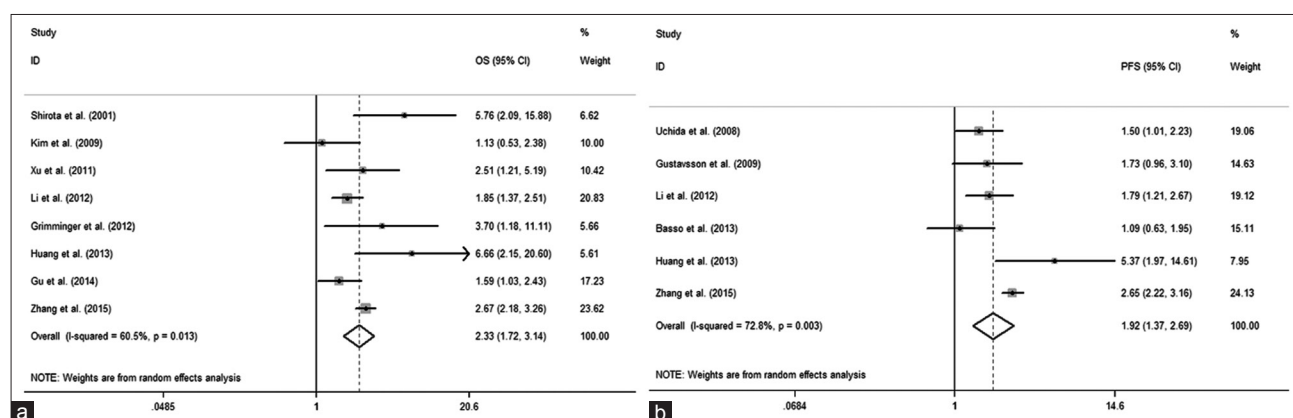 Study %
ID OS (95% CI) Weight
Shirota et al. (2001) 5.76 (2.09, 15.88) 6.62
Kim et al. (2009) 1.13 (0.53, 2.38) 10.00
Xu et al. (2011) 2.51 (1.21, 5.19) 10.42
Li et al. (2012) 1.85 (1.37, 2.51) 20.83
Grimminger et al. (2012) 3.70 (1.18, 11.11) 5.66
Huang et al. (2013) 6.66 (2.15, 20.60) 5.61
Gu et al. (2014) 1.59 (1.03, 2.43) 17.23
Zhang et al. (2015) 2.67 (2.18, 3.26) 23.62
Overall (I-squared = 60.5%, p = 0.013) 2.33 (1.72, 3.14) 100.00
NOTE: Weights are from random effects analysis
.0485 1 20.6
a
Study %
ID PFS (95% CI) Weight
Uchida et al. (2008) 1.50 (1.01, 2.23) 19.06
Gustavsson et al. (2009) 1.73 (0.96, 3.10) 14.63
Li et al. (2012) 1.79 (1.21, 2.67) 19.12
Basso et al. (2013) 1.09 (0.63, 1.95) 15.11
Huang et al. (2013) 5.37 (1.97, 14.61) 7.95
Zhang et al. (2015) 2.65 (2.22, 3.16) 24.13
Overall (I-squared = 72.8%, p = 0.003) 1.92 (1.37, 2.69) 100.00
NOTE: Weights are from random effects analysis
.0684 1 14.6
b